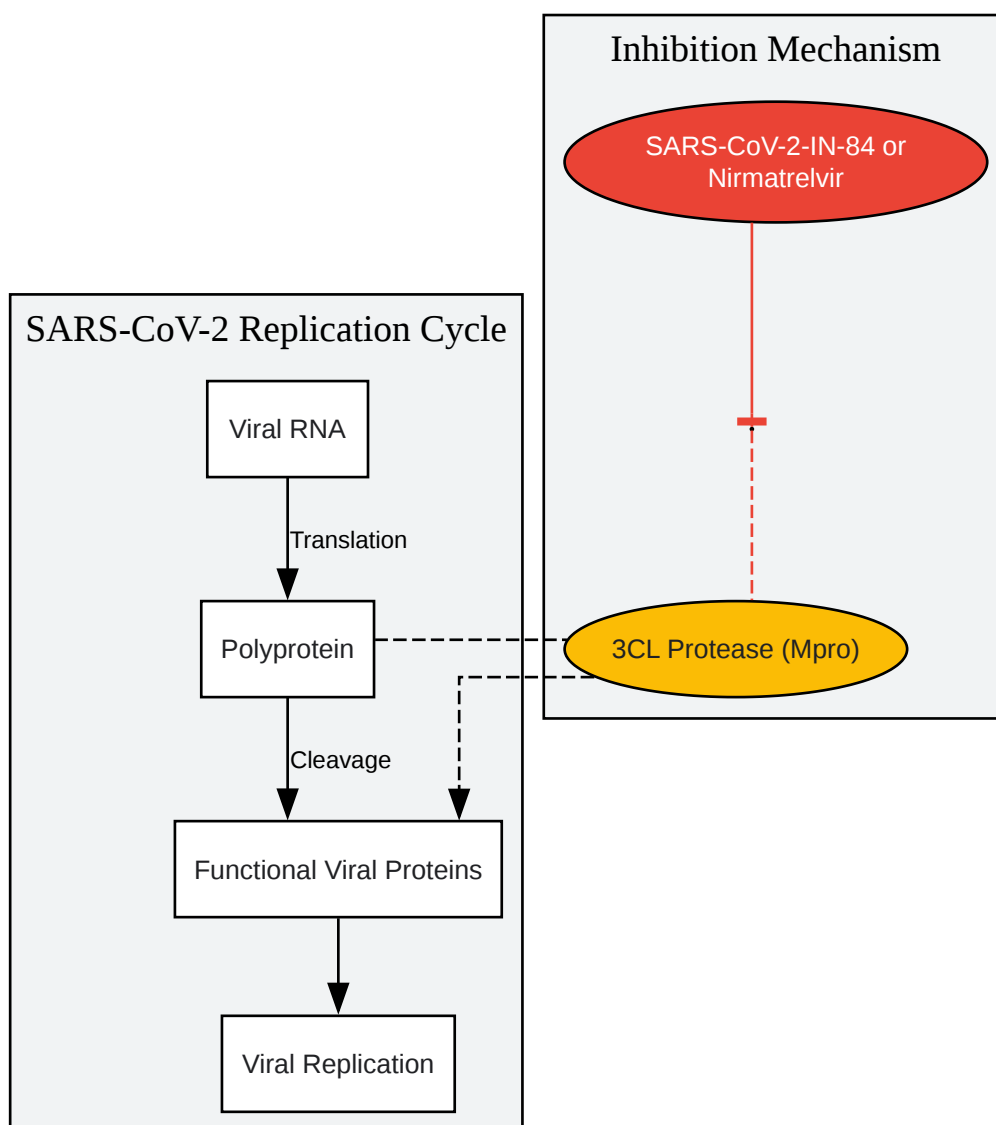 Inhibition Mechanism
SARS-CoV-2-IN-84 or
Nirmatrelvir
SARS-CoV-2 Replication Cycle
Viral RNA
Translation
Polyprotein
3CL Protease (Mpro)
Cleavage
Functional Viral Proteins
Viral Replication